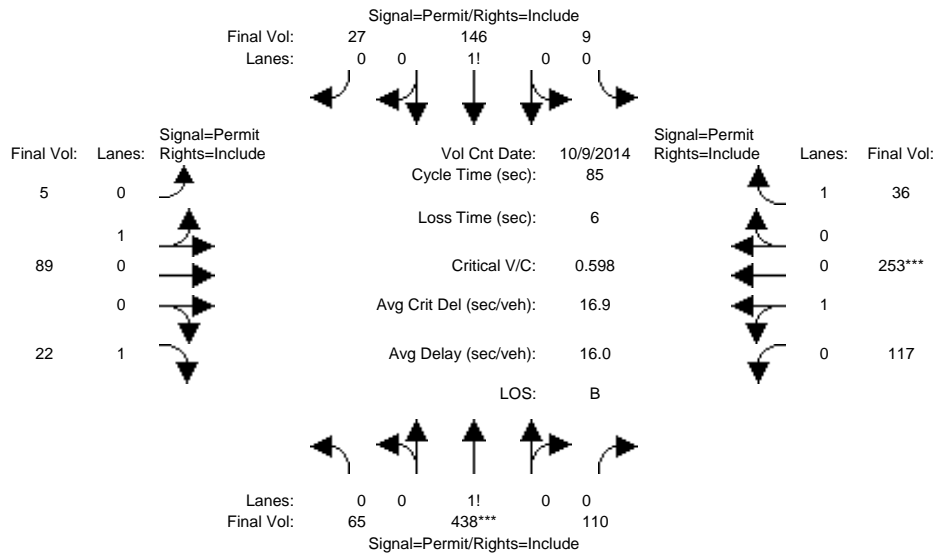 Signal=Permit/Rights=Include
Final Vol: 27 146 9
Lanes: 0 0 1! 0 0
Signal=Permit Signal=Permit
Final Vol: Lanes: Rights=Include Vol Cnt Date: 10/9/2014 Rights=Include Lanes: Final Vol:
Cycle Time (sec): 85
5 0 1 36
Loss Time (sec): 6
1 0
89 0 Critical V/C: 0.598 0 253***
0 Avg Crit Del (sec/veh): 16.9 1
22 1 Avg Delay (sec/veh): 16.0 0 117
LOS: B
Lanes: 0 0 1! 0 0
Final Vol: 65 438*** 110
Signal=Permit/Rights=Include